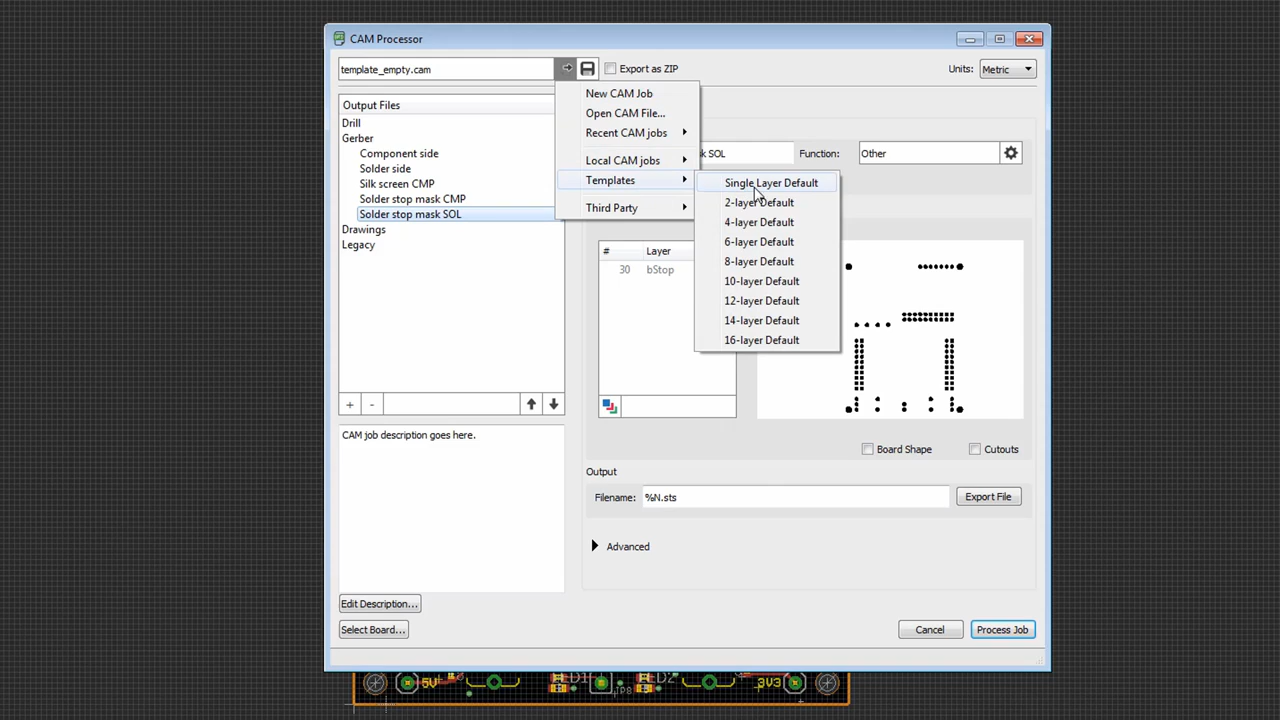 CAM Processor
template_empty.cam
Export as ZIP
Units: Metric
Output Files
Drill
Gerber
Component side
Solder side
Silk screen CMP
Solder stop mask CMP
Solder stop mask SOL
Drawings
Legacy
New CAM Job
Open CAM File...
Recent CAM jobs
Local CAM jobs
Templates
Third Party
Single Layer Default
2-layer Default
4-layer Default
6-layer Default
8-layer Default
10-layer Default
12-layer Default
14-layer Default
16-layer Default
SOL
Function: Other
# Layer
30 bStop
+ -
CAM job description goes here.
Board Shape
Cutouts
Output
Filename: %N.sts
Export File
Advanced
Edit Description...
Select Board...
Cancel
Process Job
5V
3V3